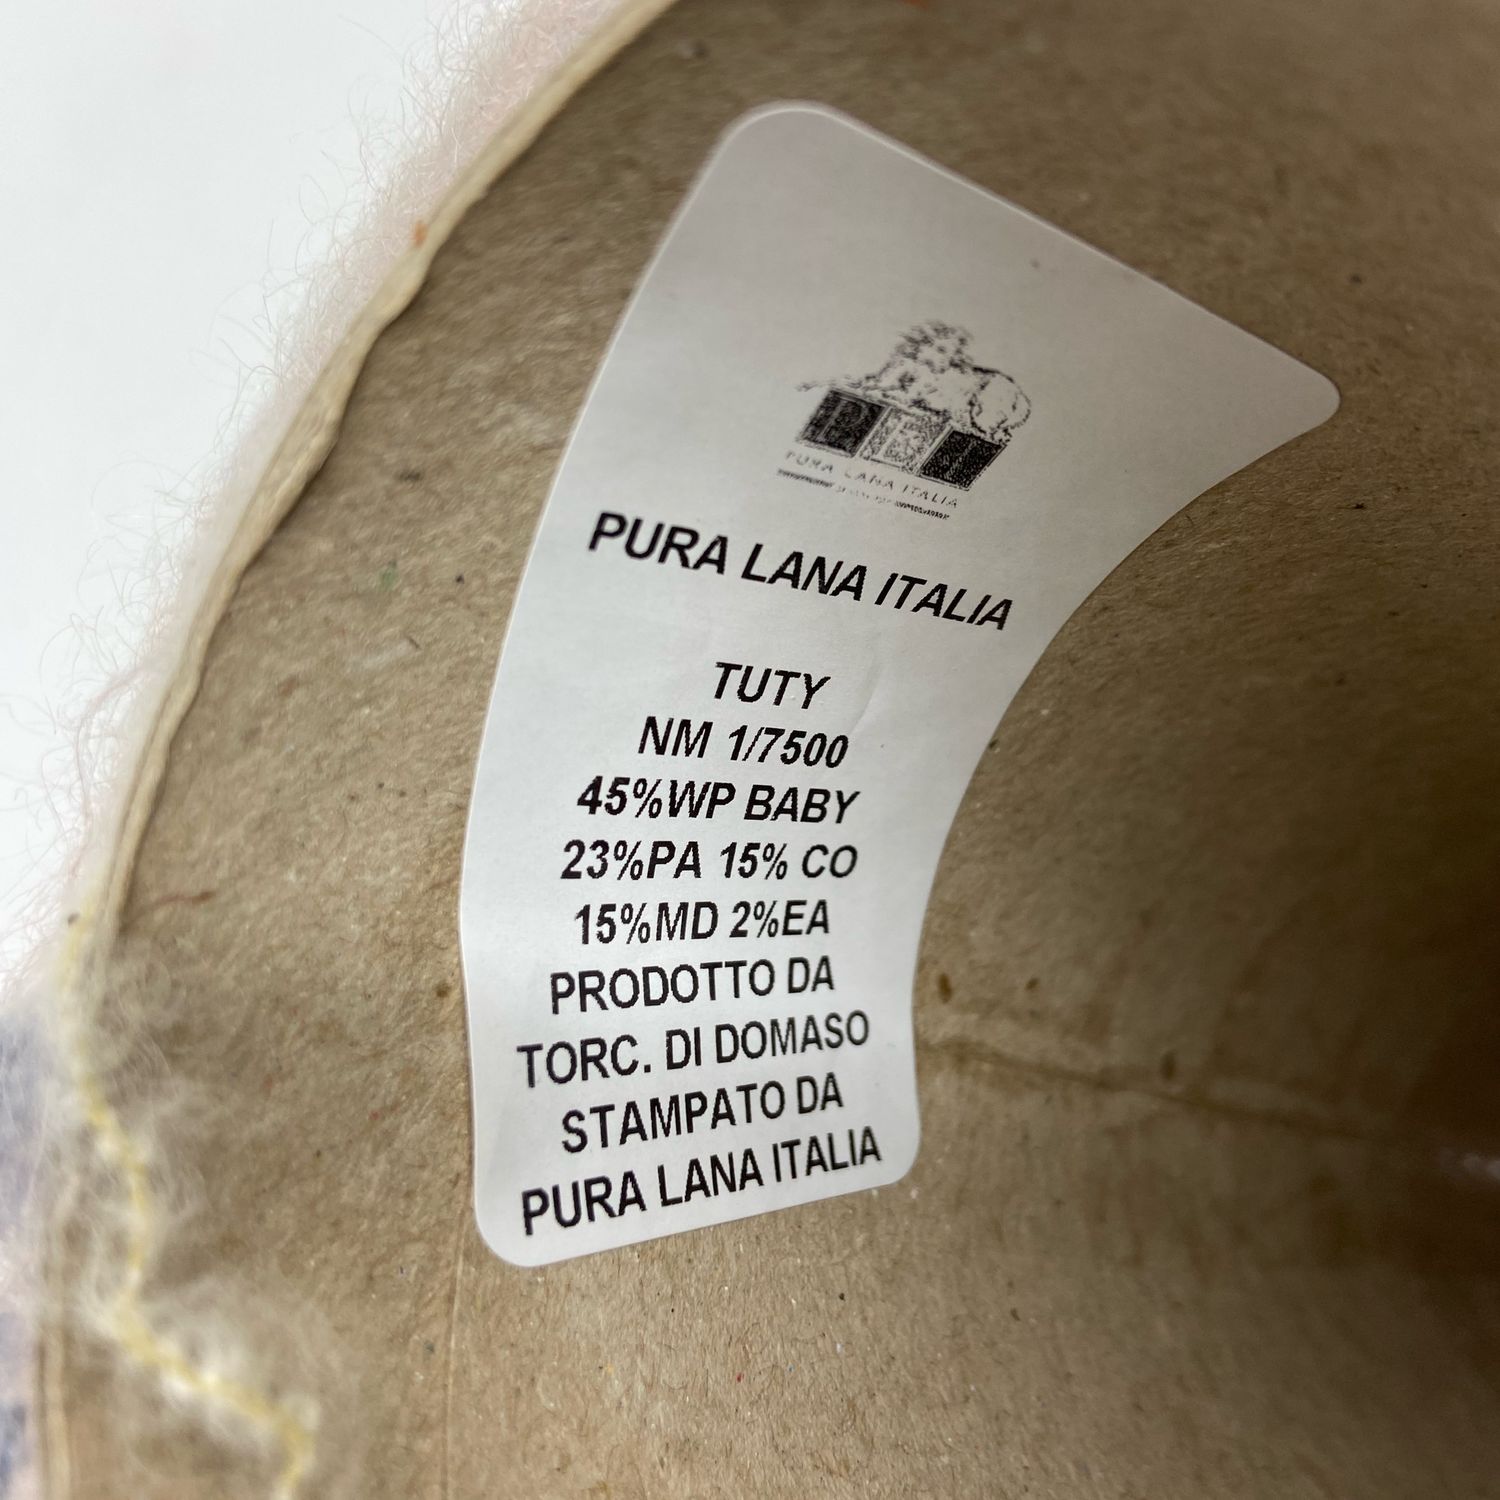 PURA LANA ITALIA
PURA LANA ITALIA
TUTY
NM 1/7500
45%WP BABY
23%PA 15% CO
15%MD 2%EA
PRODOTTO DA
TORC. DI DOMASO
STAMPATO DA
PURA LANA ITALIA